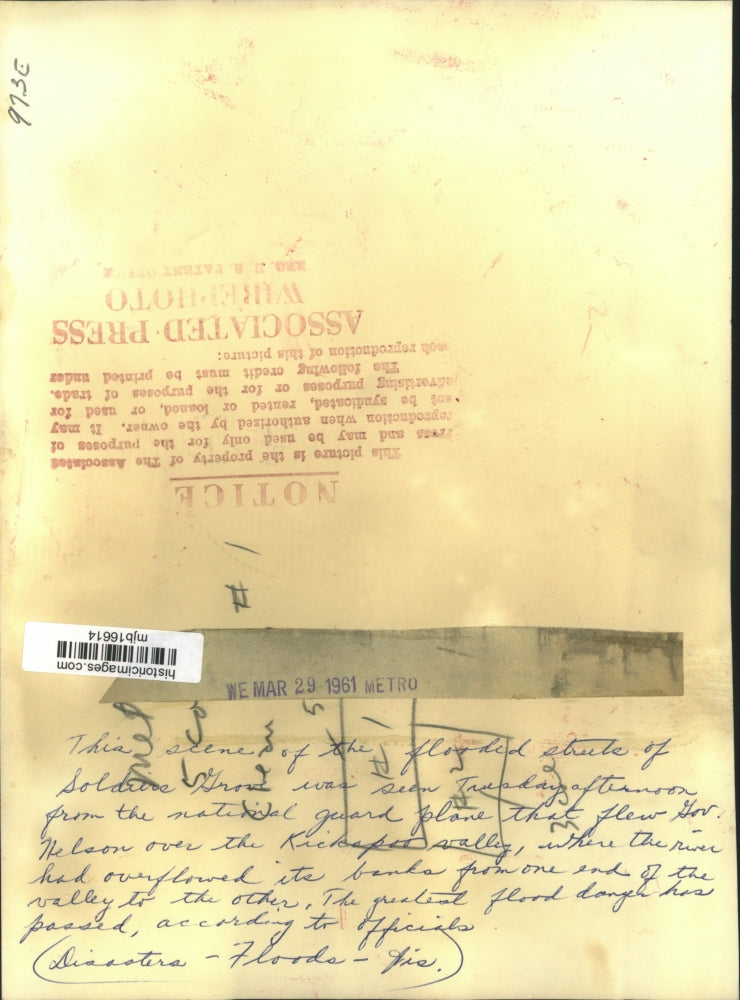 973E
NOTICE
This picture is the property of The Associated
Press and may be used only for the purposes of
reproduction when authorized by the owner. It may
not be syndicated, rented or loaned, or used for
advertising purposes or for the purposes of trade.
The following credit must be printed under
each reproduction of this picture:
ASSOCIATED PRESS
WIREPHOTO
REG. U. S. PATENT OFFICE
# 1
historicimages.com
mjb16614
WE MAR 29 1961 METRO
5
# 1
This scene of the flooded streets of
Soldiers Grove was seen Tuesday afternoon
from the national guard plane that flew Gov.
Nelson over the Kickapoo valley, where the river
had overflowed its banks from one end of the
valley to the other. The greatest flood danger has
passed, according to officials
(Disasters - Floods - Wis.)